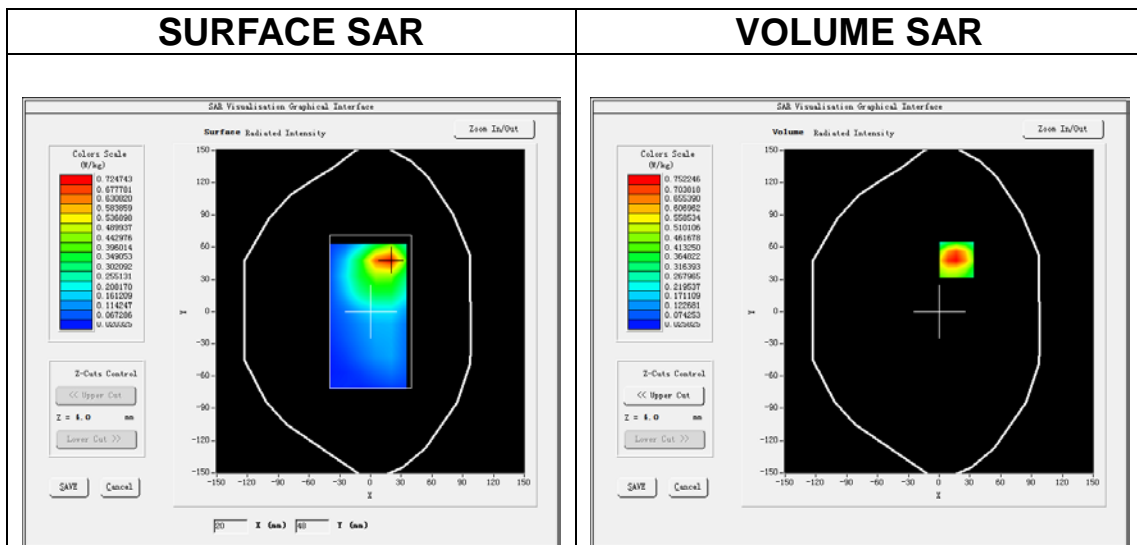 SURFACE SAR
SAR Visualisation Graphical Interface
Surface Radiated Intensity
Zoom In/Out
Colors Scale
(W/kg)
0.724743
0.677781
0.630820
0.583859
0.536898
0.489937
0.442976
0.396014
0.349053
0.302092
0.255131
0.208170
0.161209
0.114247
0.067286
Z-Cuts Control
<< Upper Cut
Z = 4.0 mm
Lower Cut >>
SAVE Cancel
150
120
90
60
30
0
-30
-60
-90
-120
-150
Y
-150 -120 -90 -60 -30 0 30 60 90 120 150
X
20 X (mm) 48 Y (mm)
VOLUME SAR
SAR Visualisation Graphical Interface
Volume Radiated Intensity
Zoom In/Out
Colors Scale
(W/kg)
0.752246
0.703818
0.655390
0.606962
0.558534
0.510106
0.461678
0.413250
0.364822
0.316393
0.267965
0.219537
0.171109
0.122681
0.074253
Z-Cuts Control
<< Upper Cut
Z = 4.0 mm
Lower Cut >>
SAVE Cancel
150
120
90
60
30
0
-30
-60
-90
-120
-150
Y
-150 -120 -90 -60 -30 0 30 60 90 120 150
X